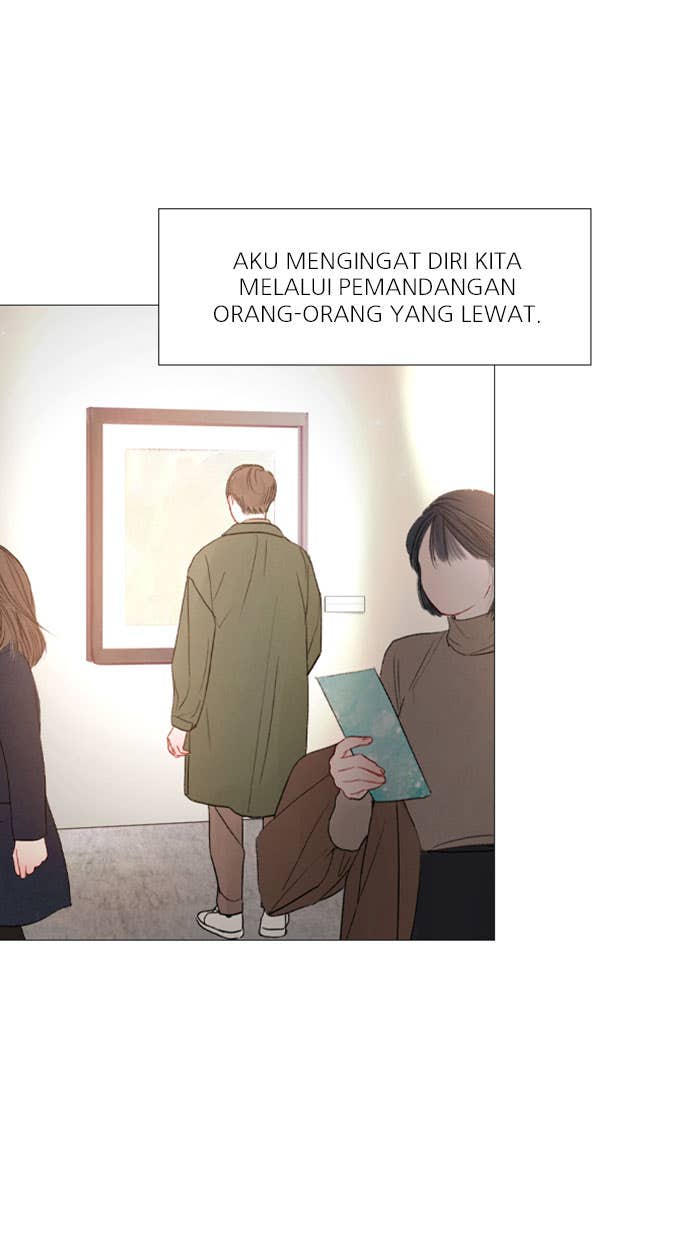 AKU MENGINGAT DIRI KITA
MELALUI PEMANDANGAN
ORANG-ORANG YANG LEWAT.